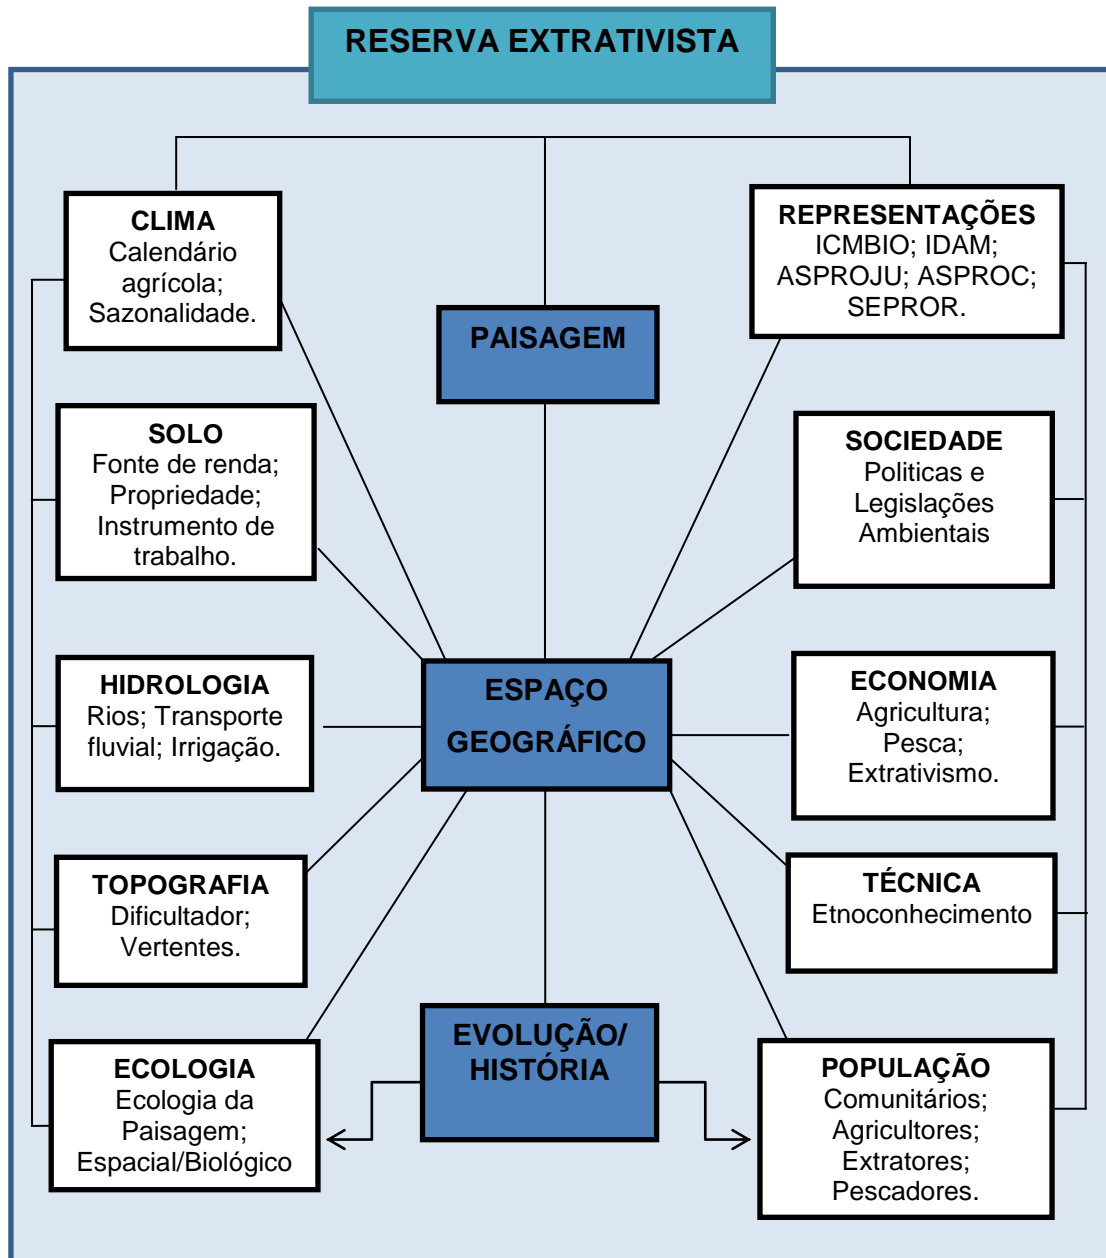 RESERVA EXTRATIVISTA
CLIMA
Calendário
agrícola;
Sazonalidade.
REPRESENTAÇÕES
ICMBIO; IDAM;
ASPROJU; ASPROC;
SEPROR.
PAISAGEM
SOLO
Fonte de renda;
Propriedade;
Instrumento de
trabalho.
SOCIEDADE
Politicas e
Legislações
Ambientais
HIDROLOGIA
Rios; Transporte
fluvial; Irrigação.
ESPAÇO
GEOGRÁFICO
ECONOMIA
Agricultura;
Pesca;
Extrativismo.
TOPOGRAFIA
Dificultador;
Vertentes.
TÉCNICA
Etnoconhecimento
ECOLOGIA
Ecologia da
Paisagem;
Espacial/Biológico
EVOLUÇÃO/
HISTÓRIA
POPULAÇÃO
Comunitários;
Agricultores;
Extratores;
Pescadores.